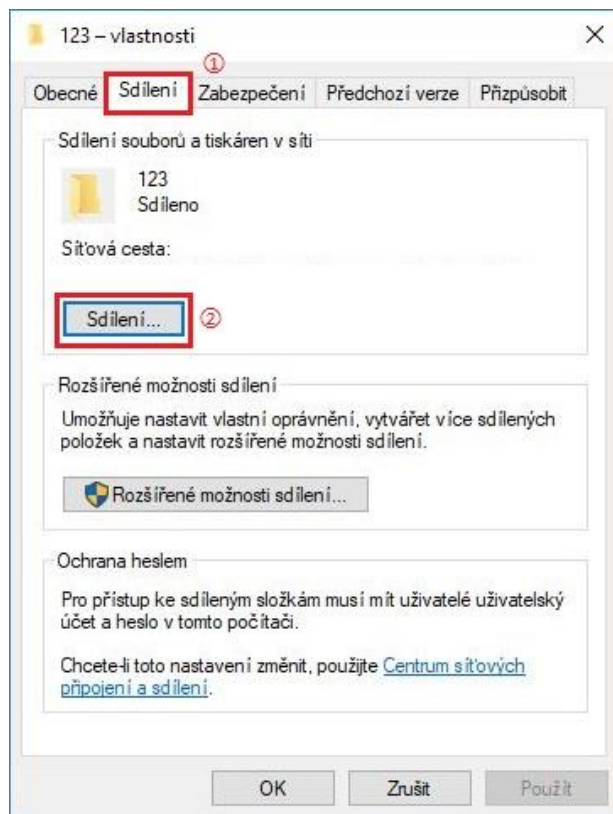 123 – vlastnosti
①
Obecné Sdílení Zabezpečení Předchozí verze Přizpůsobit
Sdílení souborů a tiskáren v síti
123
Sdíleno
Síťová cesta:
Sdílení... ②
Rozšířené možnosti sdílení
Umožňuje nastavit vlastní oprávnění, vytvářet více sdílených
položek a nastavit rozšířené možnosti sdílení.
Rozšířené možnosti sdílení...
Ochrana heslem
Pro přístup ke sdíleným složkám musí mít uživatelé uživatelský
účet a heslo v tomto počítači.
Chcete-li toto nastavení změnit, použijte Centrum síťových
připojení a sdílení.
OK Zrušit Použít